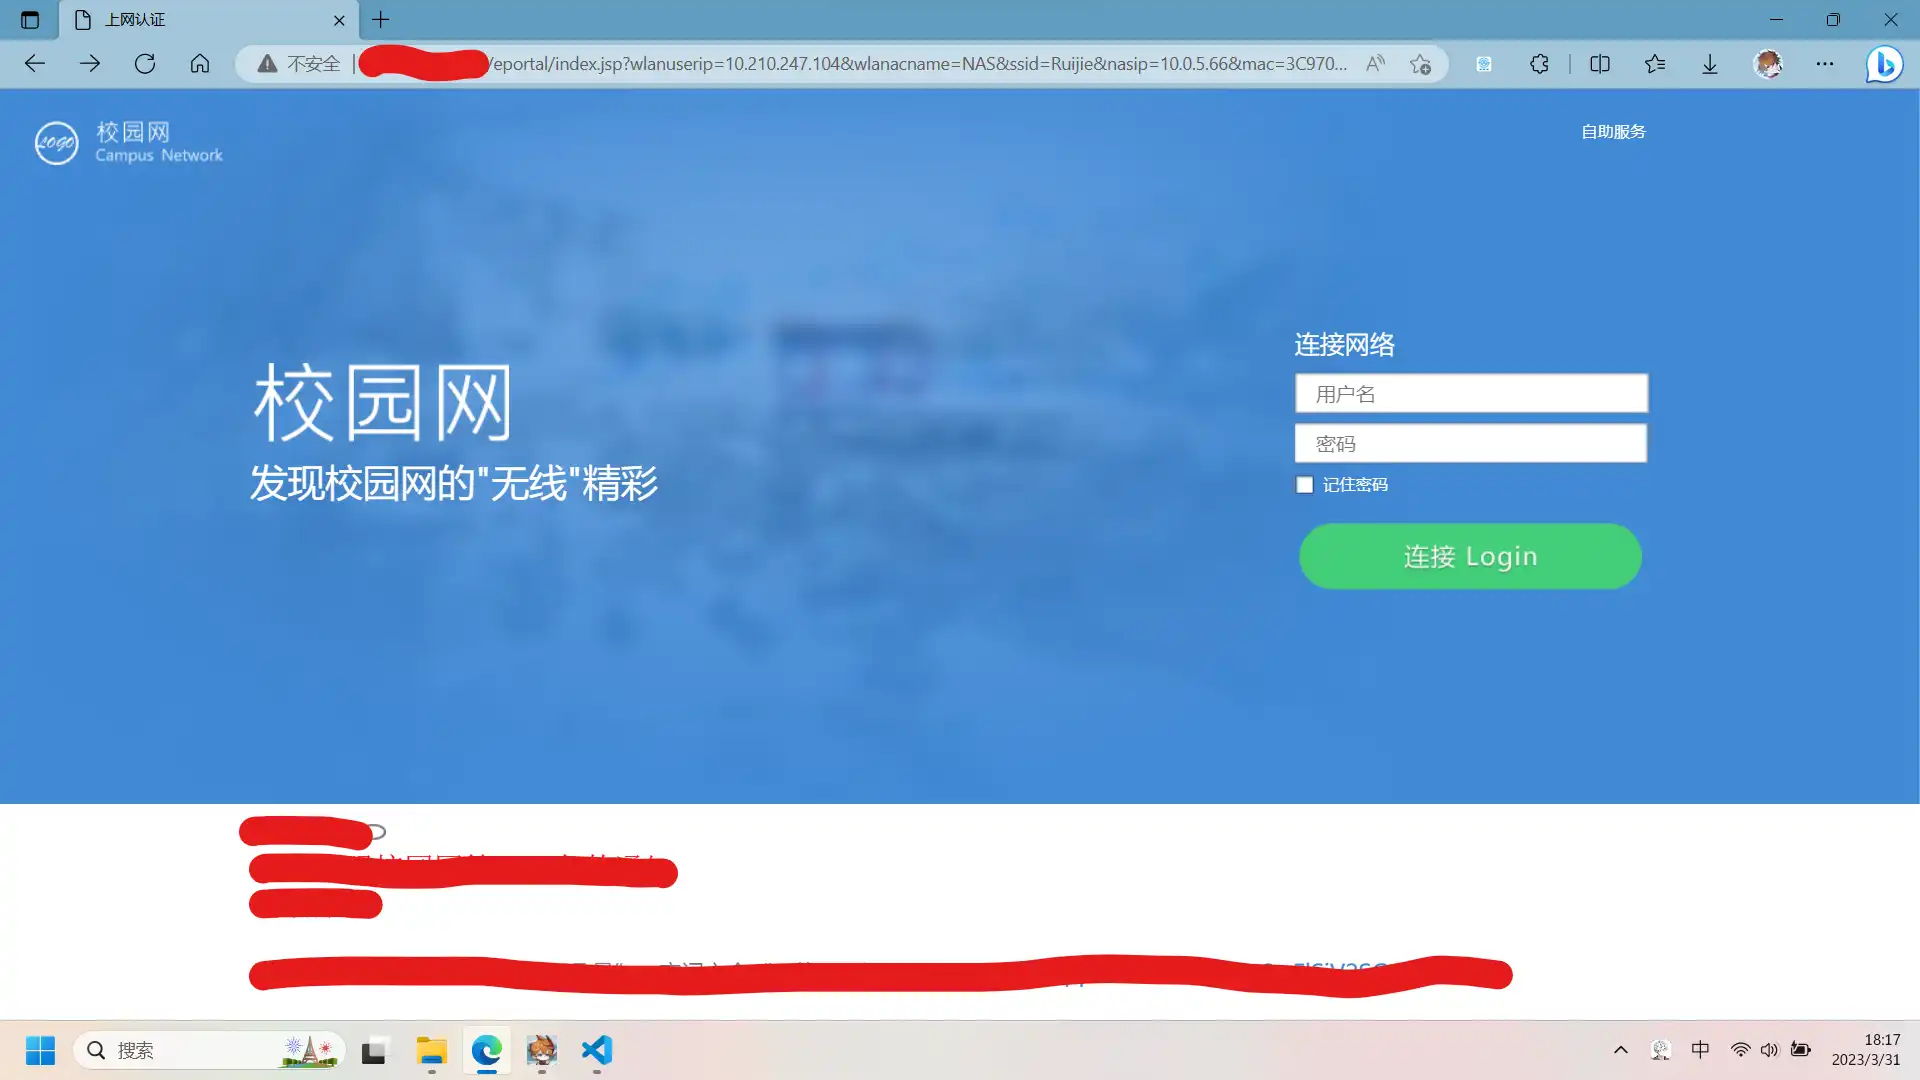 上网认证
不安全
/eportal/index.jsp?wlanuserip=10.210.247.104&wlanacname=NAS&ssid=Ruijie&nasip=10.0.5.66&mac=3C970...
LOGO
校园网
Campus Network
自助服务
校园网
发现校园网的"无线"精彩
连接网络
用户名
密码
记住密码
连接 Login
搜索
中
18:17
2023/3/31